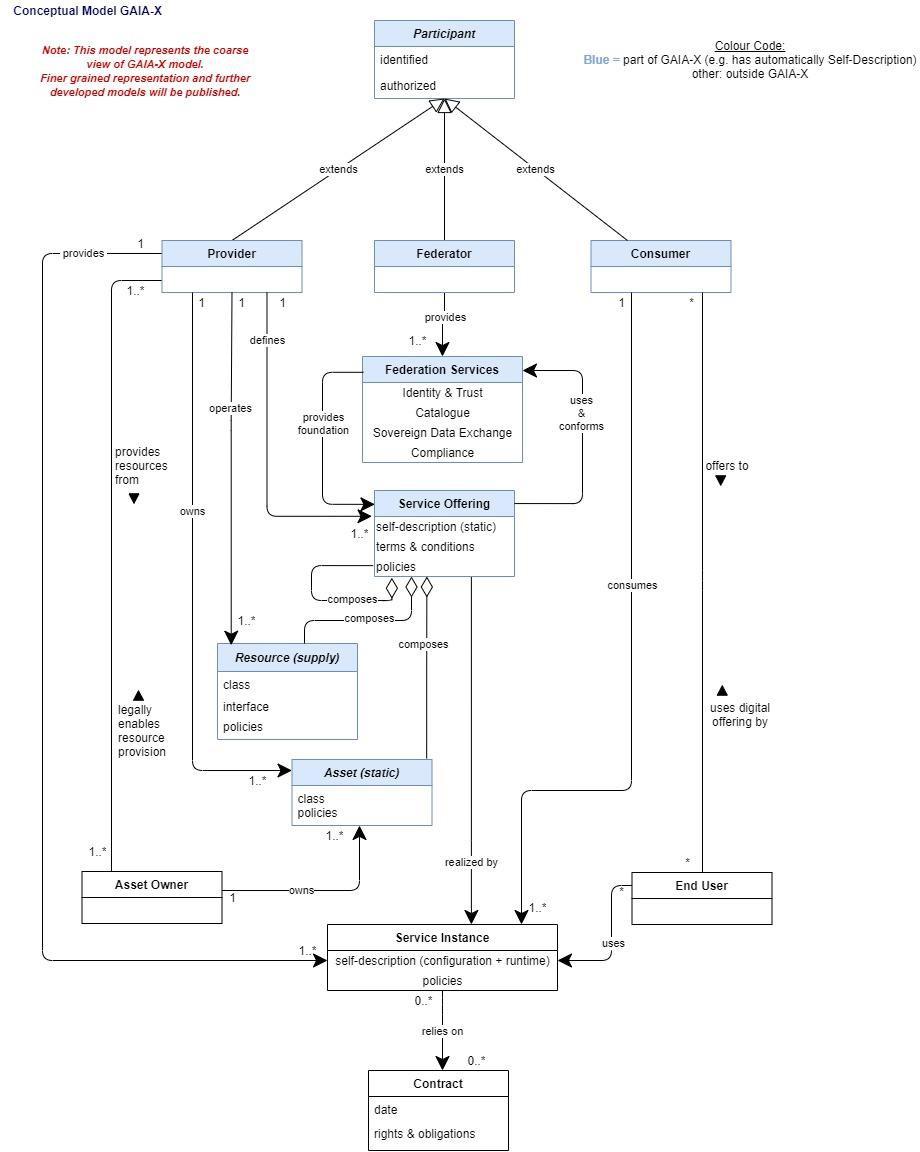 Conceptual Model GAIA-X
Note: This model represents the coarse
view of GAIA-X model.
Finer grained representation and further
developed models will be published.
Participant
identified
authorized
Colour Code:
Blue = part of GAIA-X (e.g. has automatically Self-Description)
other: outside GAIA-X
extends
extends
extends
provides
1
Provider
Federator
Consumer
1..*
1
1
1
1
*
provides
defines
1..*
Federation Services
Identity & Trust
Catalogue
Sovereign Data Exchange
Compliance
operates
provides
foundation
uses
&
conforms
provides
resources
from
offers to
owns
Service Offering
self-description (static)
terms & conditions
policies
1..*
composes
composes
composes
consumes
1..*
Resource (supply)
class
interface
policies
legally
enables
resource
provision
uses digital
offering by
Asset (static)
class
policies
1..*
1..*
1..*
realized by
*
Asset Owner
1
owns
End User
*
1..*
uses
Service Instance
self-description (configuration + runtime)
policies
1..*
0..*
relies on
0..*
Contract
date
rights & obligations